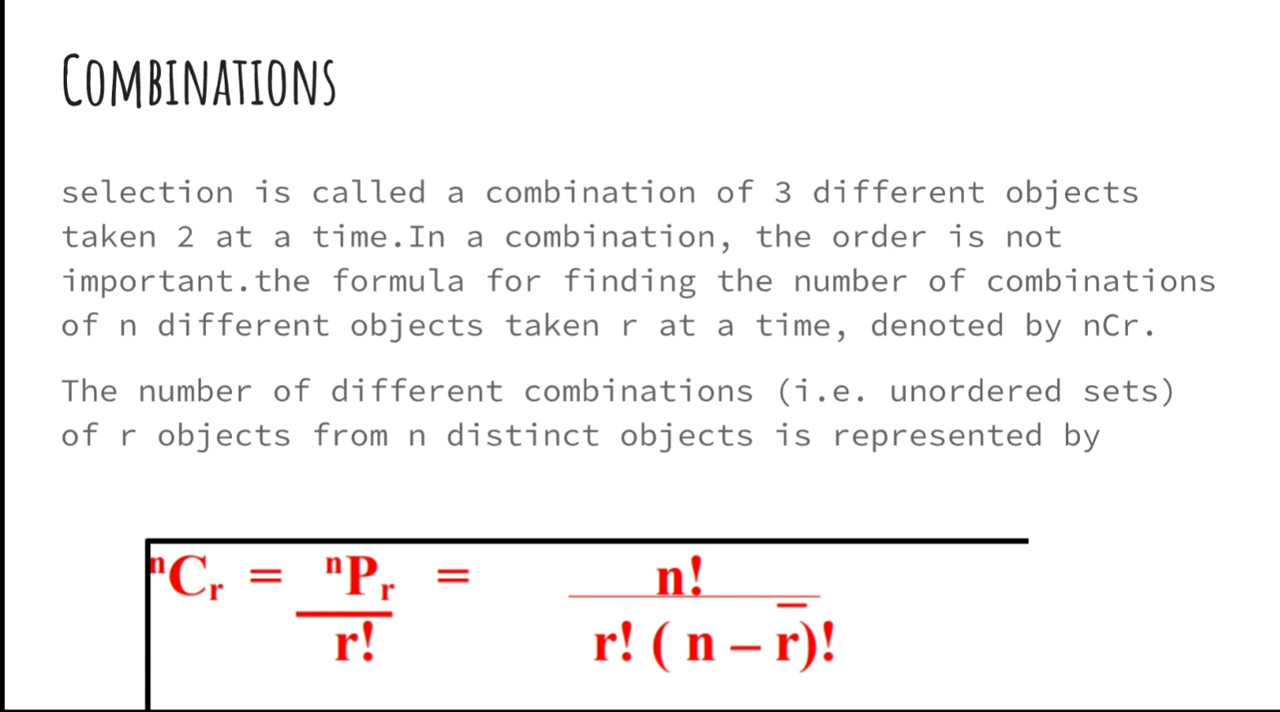 COMBINATIONS
selection is called a combination of 3 different objects
taken 2 at a time.In a combination, the order is not
important.the formula for finding the number of combinations
of n different objects taken r at a time, denoted by nCr.
The number of different combinations (i.e. unordered sets)
of r objects from n distinct objects is represented by
ⁿCᵣ = ⁿPᵣ = n!
r! r! ( n – r)!